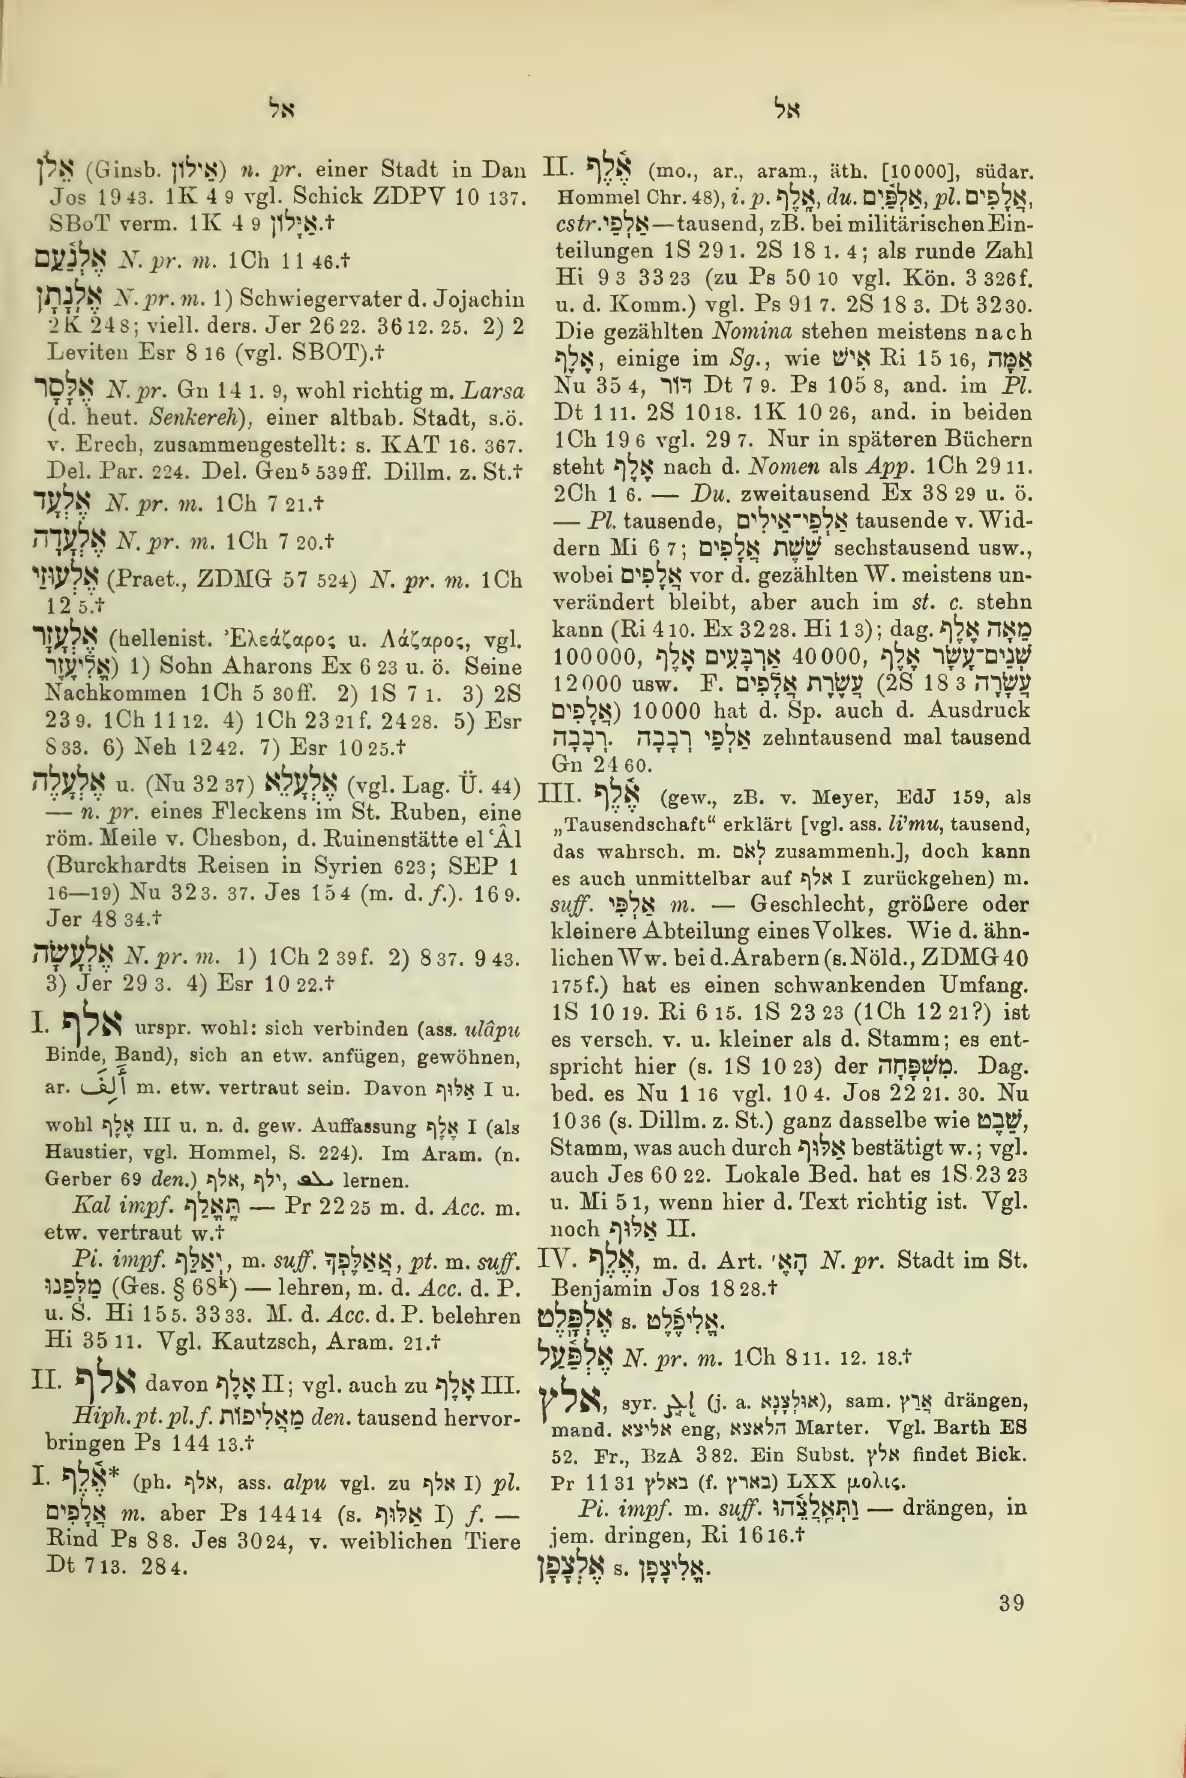 אל
אל
אֵלֹן (Ginsb. אֵילוֹן) n. pr. einer Stadt in Dan
Jos 19 43. 1K 4 9 vgl. Schick ZDPV 10 137.
SBoT verm. 1K 4 9 אַיָּלוֹן.†
אֶלְנַעַם N. pr. m. 1Ch 11 46.†
אֶלְנָתָן N. pr. m. 1) Schwiegervater d. Jojachin
2K 24 8; viell. ders. Jer 26 22. 36 12. 25. 2) 2
Leviten Esr 8 16 (vgl. SBOT).†
אֶלָּסָר N. pr. Gn 14 1. 9, wohl richtig m. Larsa
(d. heut. Senkereh), einer altbab. Stadt, s.ö.
v. Erech, zusammengestellt: s. KAT 16. 367.
Del. Par. 224. Del. Gen⁵ 539 ff. Dillm. z. St.†
אֶלְעָד N. pr. m. 1Ch 7 21.†
אֶלְעָדָה N. pr. m. 1Ch 7 20.†
אֶלְעוּזַי (Praet., ZDMG 57 524) N. pr. m. 1Ch
12 5.†
אֶלְעָזָר (hellenist. Ἐλεάζαρος u. Λάζαρος, vgl.
אֱלִיעֶזֶר) 1) Sohn Aharons Ex 6 23 u. ö. Seine
Nachkommen 1Ch 5 30 ff. 2) 1S 7 1. 3) 2S
23 9. 1Ch 11 12. 4) 1Ch 23 21 f. 24 28. 5) Esr
8 33. 6) Neh 12 42. 7) Esr 10 25.†
אֶלְעָלֵה u. (Nu 32 37) אֶלְעָלֵא (vgl. Lag. Ü. 44)
— n. pr. eines Fleckens im St. Ruben, eine
röm. Meile v. Chesbon, d. Ruinenstätte el ʿÂl
(Burckhardts Reisen in Syrien 623; SEP 1
16—19) Nu 32 3. 37. Jes 15 4 (m. d. f.). 16 9.
Jer 48 34.†
אֶלְעָשָׂה N. pr. m. 1) 1Ch 2 39 f. 2) 8 37. 9 43.
3) Jer 29 3. 4) Esr 10 22.†
I. אלף urspr. wohl: sich verbinden (ass. ulâpu
Binde, Band), sich an etw. anfügen, gewöhnen,
ar. أَلِفَ m. etw. vertraut sein. Davon אַלּוּף I u.
wohl אֶלֶף III u. n. d. gew. Auffassung אֶלֶף I (als
Haustier, vgl. Hommel, S. 224). Im Aram. (n.
Gerber 69 den.) אלף, ילף, lernen.
Kal impf. תֶּאֱלַף — Pr 22 25 m. d. Acc. m.
etw. vertraut w.†
Pi. impf. יְאַלֵּף, m. suff. אֲאַלֶּפְךָ, pt. m. suff.
מַלְּפֵנוּ (Ges. § 68ᵏ) — lehren, m. d. Acc. d. P.
u. S. Hi 15 5. 33 33. M. d. Acc. d. P. belehren
Hi 35 11. Vgl. Kautzsch, Aram. 21.†
II. אלף davon אֶלֶף II; vgl. auch zu אֶלֶף III.
Hiph. pt. pl. f. מַאֲלִיפוֹת den. tausend hervor-
bringen Ps 144 13.†
I. אֶלֶף* (ph. אלף, ass. alpu vgl. zu אלף I) pl.
אֲלָפִים m. aber Ps 144 14 (s. אַלּוּף I) f. —
Rind Ps 8 8. Jes 30 24, v. weiblichen Tiere
Dt 7 13. 28 4.
II. אֶלֶף (mo., ar., aram., äth. [10000], südar.
Hommel Chr. 48), i. p. אָלֶף, du. אַלְפַּיִם, pl. אֲלָפִים,
cstr. אַלְפֵי — tausend, zB. bei militärischen Ein-
teilungen 1S 29 1. 2S 18 1. 4; als runde Zahl
Hi 9 3 33 23 (zu Ps 50 10 vgl. Kön. 3 326 f.
u. d. Komm.) vgl. Ps 91 7. 2S 18 3. Dt 32 30.
Die gezählten Nomina stehen meistens nach
אֶלֶף, einige im Sg., wie אִישׁ Ri 15 16, אַמָּה
Nu 35 4, דּוֹר Dt 7 9. Ps 105 8, and. im Pl.
Dt 1 11. 2S 10 18. 1K 10 26, and. in beiden
1Ch 19 6 vgl. 29 7. Nur in späteren Büchern
steht אֶלֶף nach d. Nomen als App. 1Ch 29 11.
2Ch 1 6. — Du. zweitausend Ex 38 29 u. ö.
— Pl. tausende, אַלְפֵי־אֵילִים tausende v. Wid-
dern Mi 6 7; שֵׁשֶׁת אֲלָפִים sechstausend usw.,
wobei אֲלָפִים vor d. gezählten W. meistens un-
verändert bleibt, aber auch im st. c. stehn
kann (Ri 4 10. Ex 32 28. Hi 1 3); dag. מֵאָה אֶלֶף
100000, אַרְבָּעִים אֶלֶף 40000, שְׁנֵים־עָשָׂר אֶלֶף
12000 usw. F. עֲשֶׂרֶת אֲלָפִים (2S 18 3 עֲשָׂרָה
אֲלָפִים) 10000 hat d. Sp. auch d. Ausdruck
רְבָבָה. אַלְפֵי רְבָבָה zehntausend mal tausend
Gn 24 60.
III. אֶלֶף (gew., zB. v. Meyer, EdJ 159, als
„Tausendschaft“ erklärt [vgl. ass. li'mu, tausend,
das wahrsch. m. לְאֹם zusammenh.], doch kann
es auch unmittelbar auf אלף I zurückgehen) m.
suff. אַלְפִּי m. — Geschlecht, größere oder
kleinere Abteilung eines Volkes. Wie d. ähn-
lichen Ww. bei d. Arabern (s. Nöld., ZDMG 40
175 f.) hat es einen schwankenden Umfang.
1S 10 19. Ri 6 15. 1S 23 23 (1Ch 12 21?) ist
es versch. v. u. kleiner als d. Stamm; es ent-
spricht hier (s. 1S 10 23) der מִשְׁפָּחָה. Dag.
bed. es Nu 1 16 vgl. 10 4. Jos 22 21. 30. Nu
10 36 (s. Dillm. z. St.) ganz dasselbe wie שֵׁבֶט,
Stamm, was auch durch אַלּוּף bestätigt w.; vgl.
auch Jes 60 22. Lokale Bed. hat es 1S 23 23
u. Mi 5 1, wenn hier d. Text richtig ist. Vgl.
noch אַלּוּף II.
IV. אֶלֶף, m. d. Art. הָאֶ' N. pr. Stadt im St.
Benjamin Jos 18 28.†
אֶלְפֶּלֶט s. אֱלִיפֶלֶט.
אֶלְפַּעַל N. pr. m. 1Ch 8 11. 12. 18.†
אלץ, syr. (j. a. אוּלְצָנָא), sam. ארץ drängen,
mand. אליצא eng, הלאצא Marter. Vgl. Barth ES
52. Fr., BzA 3 82. Ein Subst. אלץ findet Bick.
Pr 11 31 באלץ (f. בארץ) LXX μολις.
Pi. impf. m. suff. וַתְּאַלְצֵהוּ — drängen, in
jem. dringen, Ri 16 16.†
אֶלְצָפָן s. אֱלִיצָפָן.
39